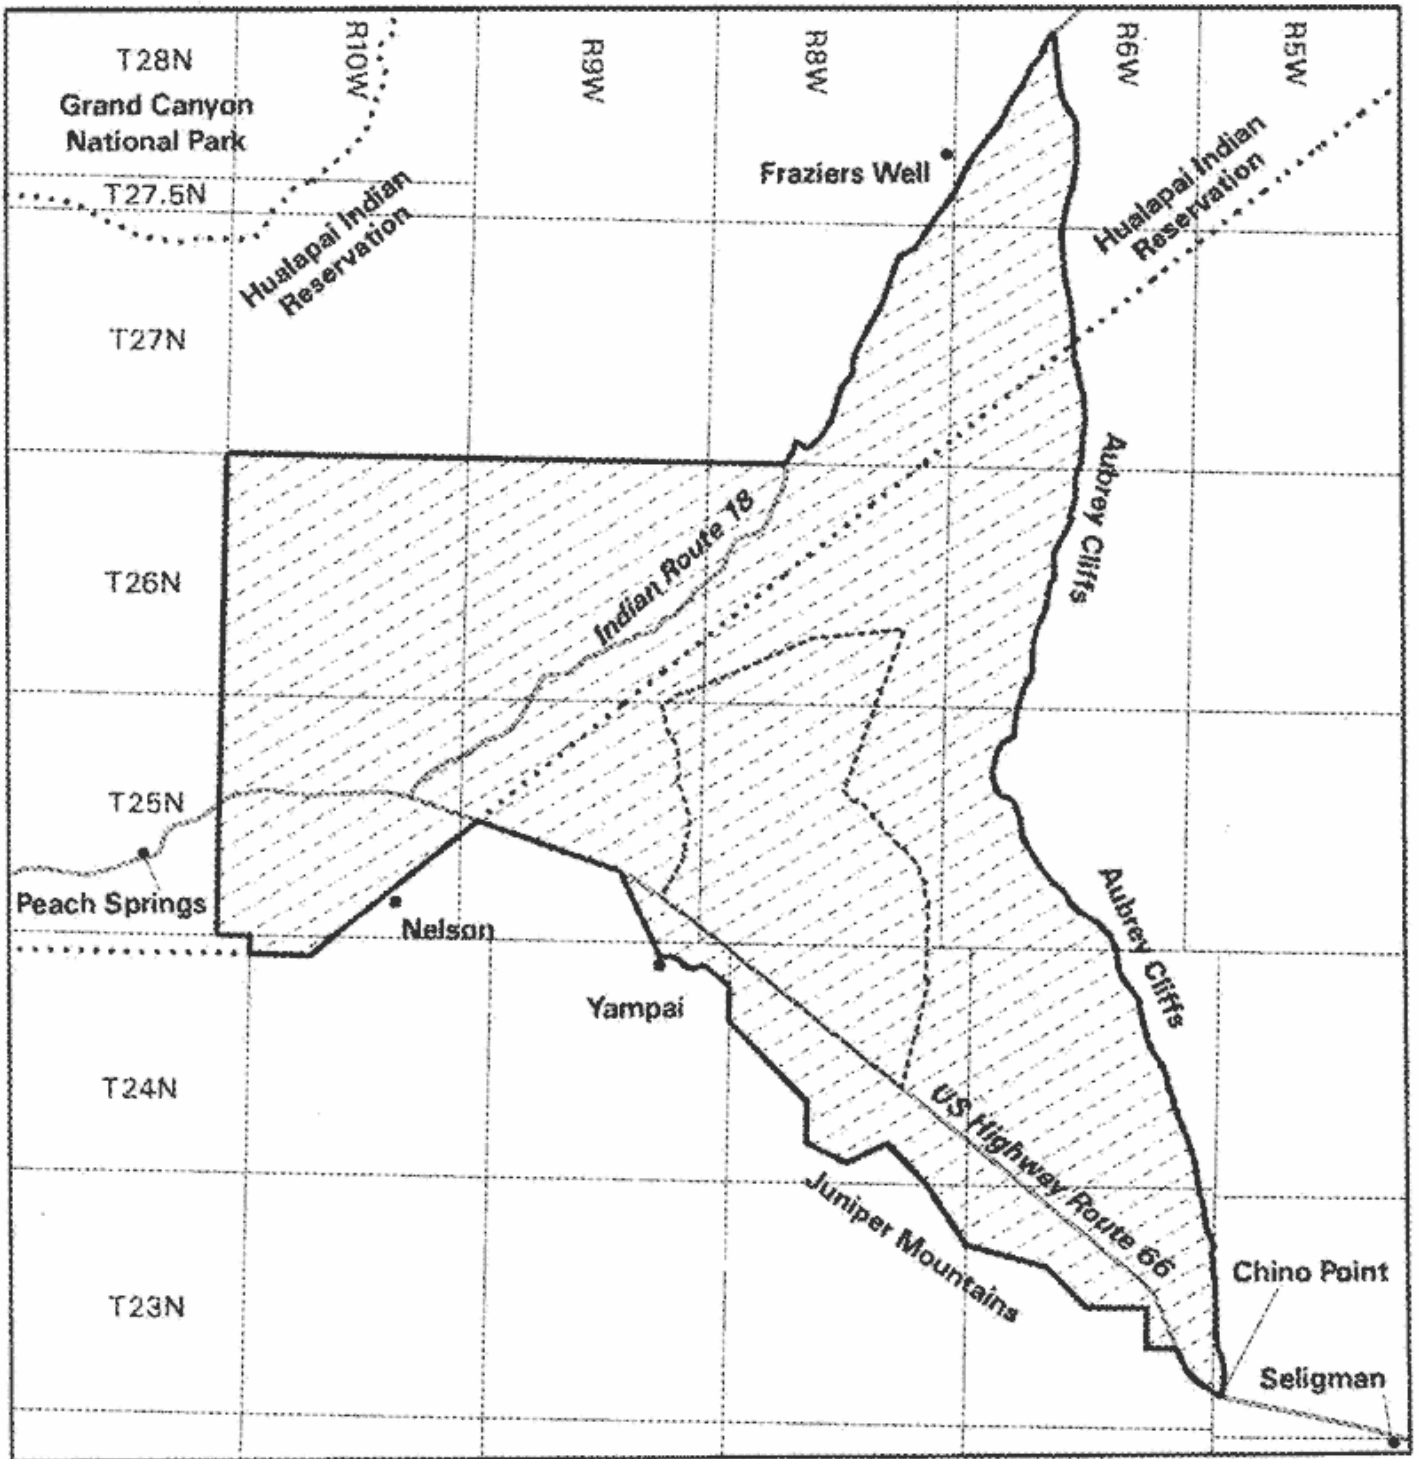 R10W
R9W
R8W
R6W
R5W
T28N
Grand Canyon
National Park
T27.5N
Hualapai Indian
Reservation
Fraziers Well
Hualapai Indian
Reservation
T27N
Aubrey Cliffs
Indian Route 18
T26N
T25N
Peach Springs
Nelson
Aubrey Cliffs
Yampai
T24N
US Highway Route 66
Juniper Mountains
Chino Point
T23N
Seligman